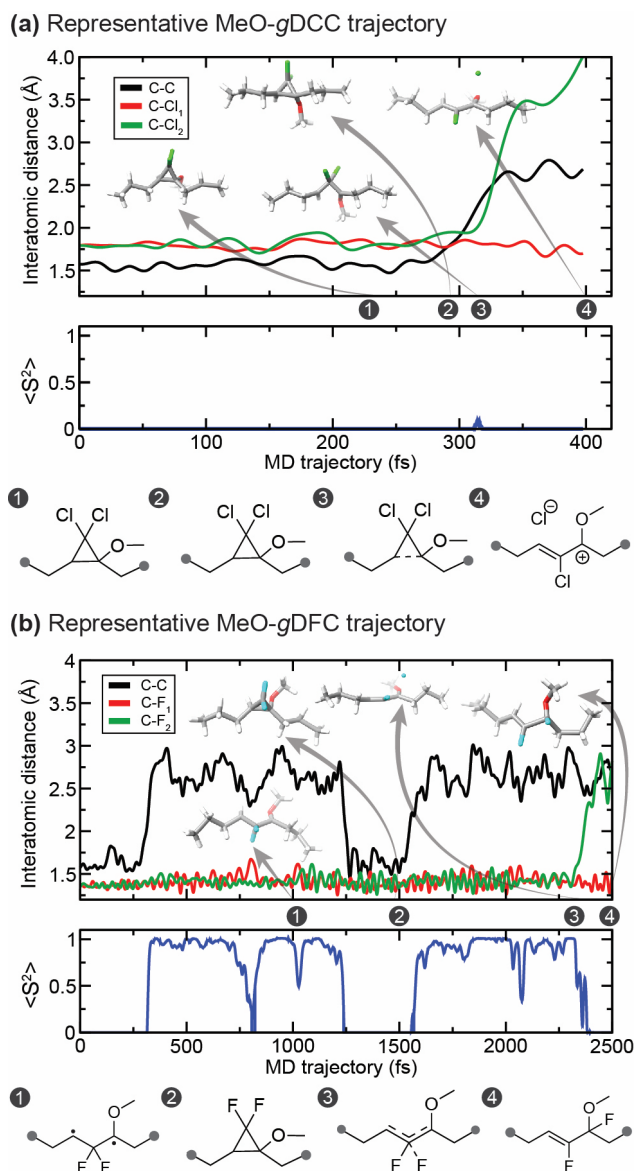 (a) Representative MeO-gDCC trajectory
4.0
3.5
3.0
2.5
2.0
1.5
Interatomic distance (Å)
C-C
C-Cl1
C-Cl2
1 2 3 4
1
0.5
0
<S²>
0 100 200 300 400
MD trajectory (fs)
1 2 3 4
Cl Cl O
Cl Cl O
Cl Cl O
Cl ⊖ O Cl ⊕
(b) Representative MeO-gDFC trajectory
4
3.5
3.0
2.5
2.0
1.5
Interatomic distance (Å)
C-C
C-F1
C-F2
1 2 3 4
1
0.5
0
<S²>
0 500 1000 1500 2000 2500
MD trajectory (fs)
1 2 3 4
O F F
F F O
O F F
O F F